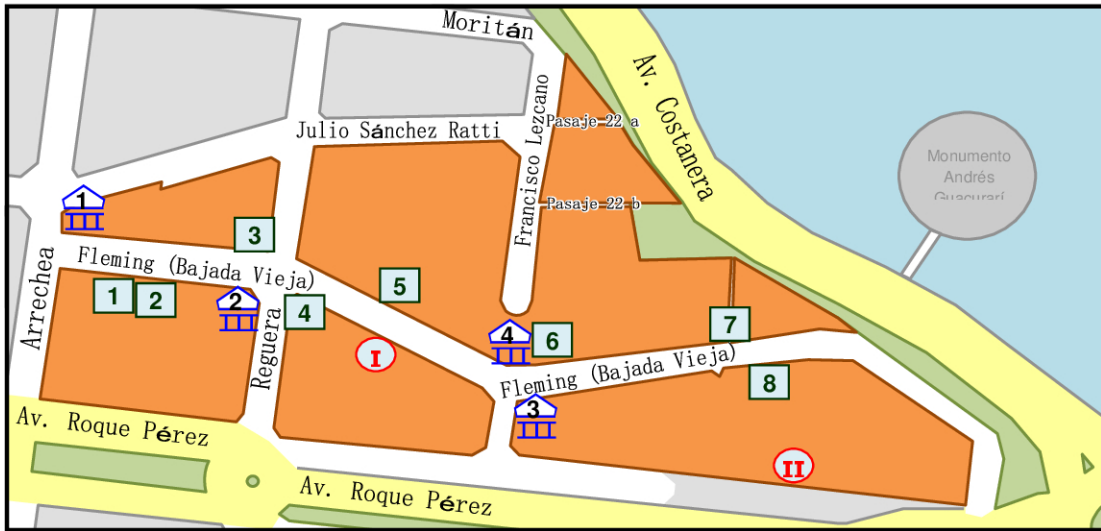 Moritán
Av. Costanera
Francisco Lezcano
Pasaje 22 a
Julio Sánchez Ratti
Monumento
Andrés
Guacurarí
1
Pasaje 22 b
3
Arrechea
Fleming (Bajada Vieja)
1
2
2
Reguera
4
5
I
4
6
7
Fleming (Bajada Vieja)
8
3
Av. Roque Pérez
II
Av. Roque Pérez